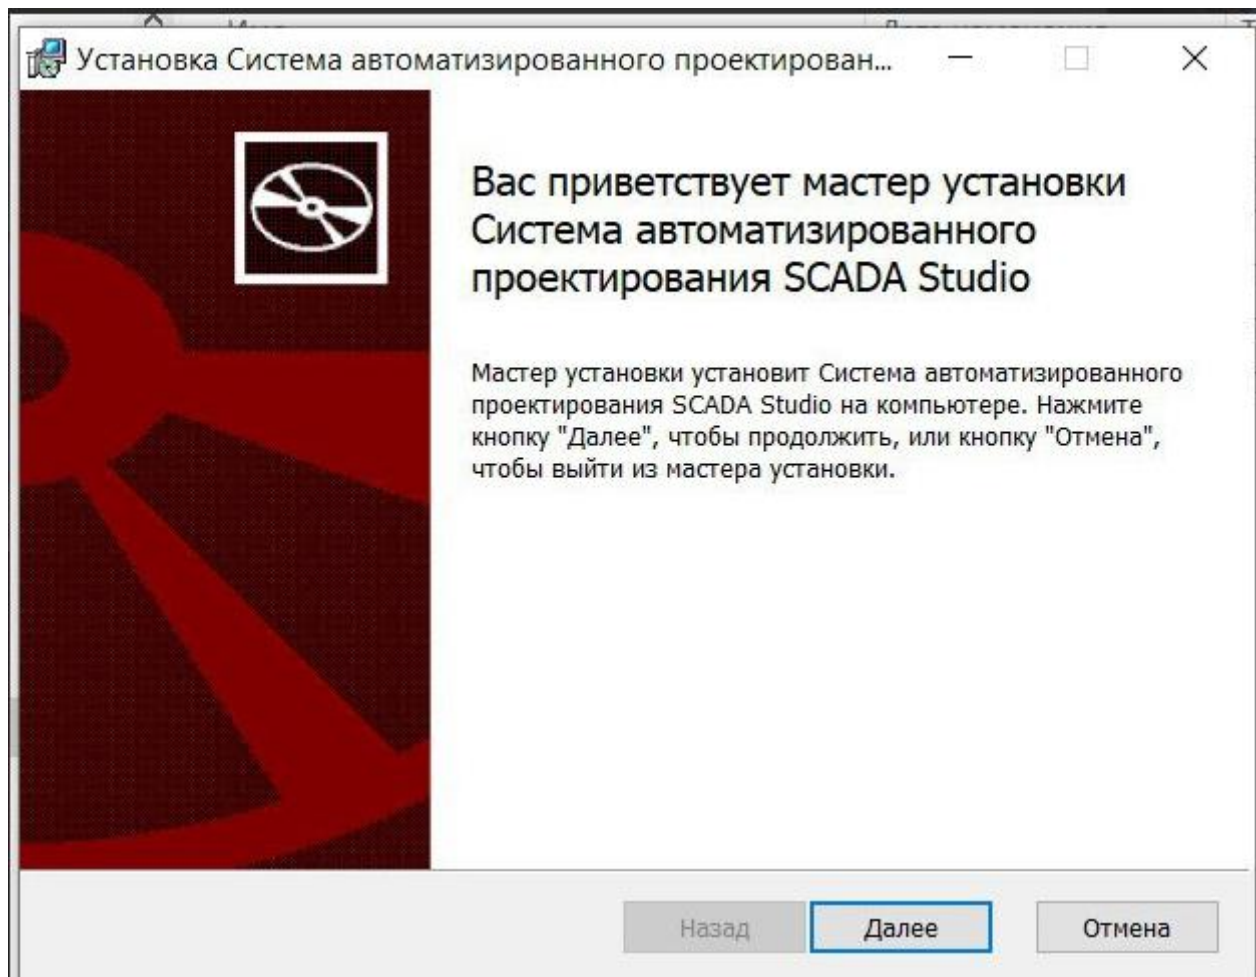 Установка Система автоматизированного проектирован...
Вас приветствует мастер установки
Система автоматизированного
проектирования SCADA Studio
Мастер установки установит Система автоматизированного
проектирования SCADA Studio на компьютере. Нажмите
кнопку "Далее", чтобы продолжить, или кнопку "Отмена",
чтобы выйти из мастера установки.
Назад Далее Отмена